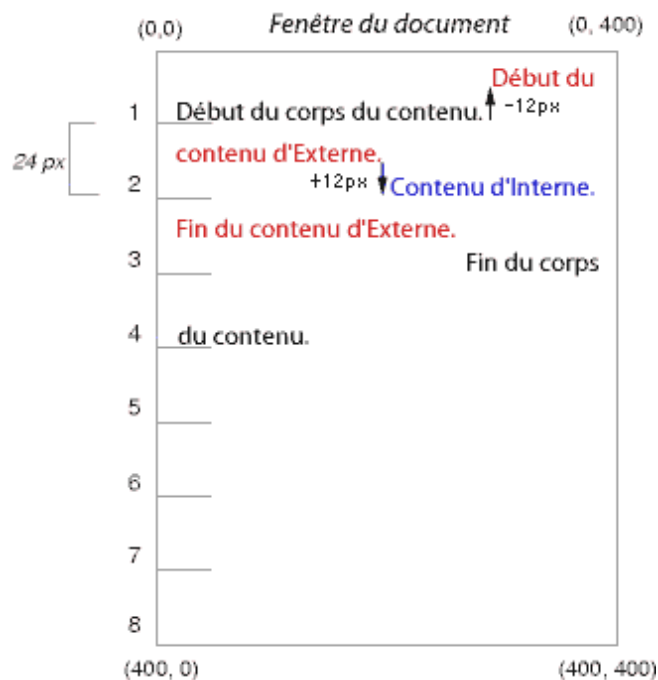 (0,0) Fenêtre du document (0, 400)
Début du
1 Début du corps du contenu. -12px
contenu d'Externe.
24 px
+12px
2 Contenu d'Interne.
Fin du contenu d'Externe.
3 Fin du corps
4 du contenu.
5
6
7
8
(400, 0) (400, 400)